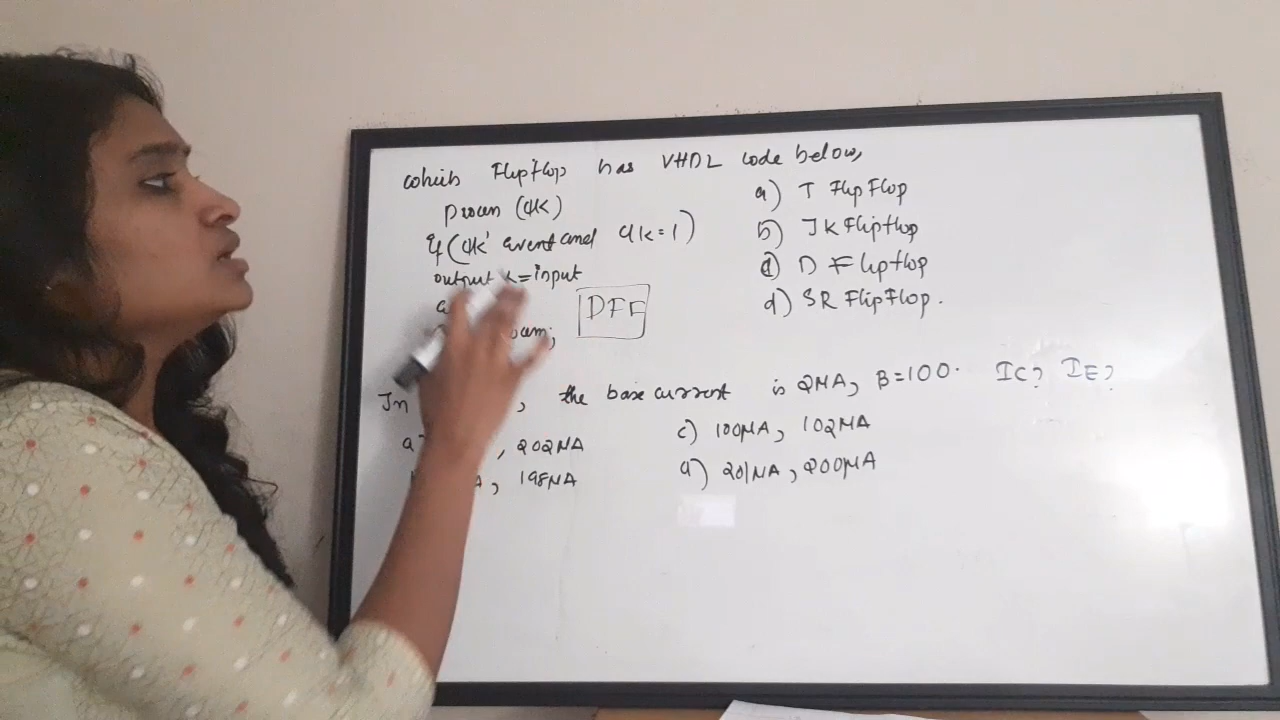 which FlipFlop has VHDL code below,
process (clk)
if (clk' event and clk=1)
output <= input
DFF
a) T Flip Flop
b) JK Flipflop
D Flipflop
d) SR FlipFlop.
In , the base current is 2MA, B=100. IC? IE?
, 202MA
A, 198MA
c) 100MA, 102MA
d) 201MA, 200MA